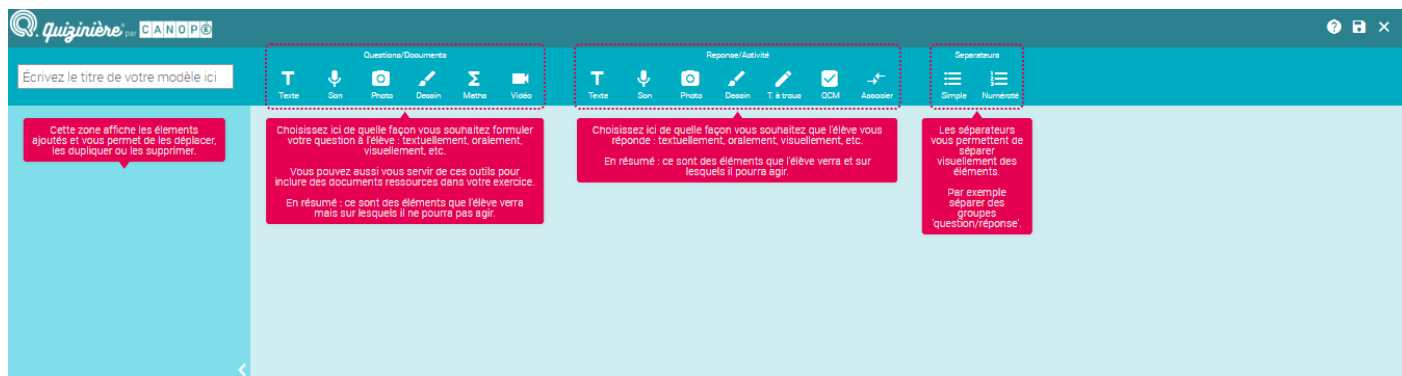 Quizinière par CANOPÉ
Écrivez le titre de votre modèle ici
Questions/Documents
Texte Son Photo Dessin Maths Vidéo
Reponse/Activité
Texte Son Photo Dessin T. à trous QCM Associer
Separateurs
Simple Numéroté
Cette zone affiche les élements
ajoutés et vous permet de les déplacer,
les dupliquer ou les supprimer.
Choisissez ici de quelle façon vous souhaitez formuler
votre question à l'élève : textuellement, oralement,
visuellement, etc.
Vous pouvez aussi vous servir de ces outils pour
inclure des documents ressources dans votre exercice.
En résumé : ce sont des éléments que l'élève verra
mais sur lesquels il ne pourra pas agir.
Choisissez ici de quelle façon vous souhaitez que l'élève vous
réponde : textuellement, oralement, visuellement, etc.
En résumé : ce sont des éléments que l'élève verra et sur
lesquels il pourra agir.
Les séparateurs
vous permettent de
séparer
visuellement des
éléments.
Par exemple
séparer des
groupes
'question/réponse'.